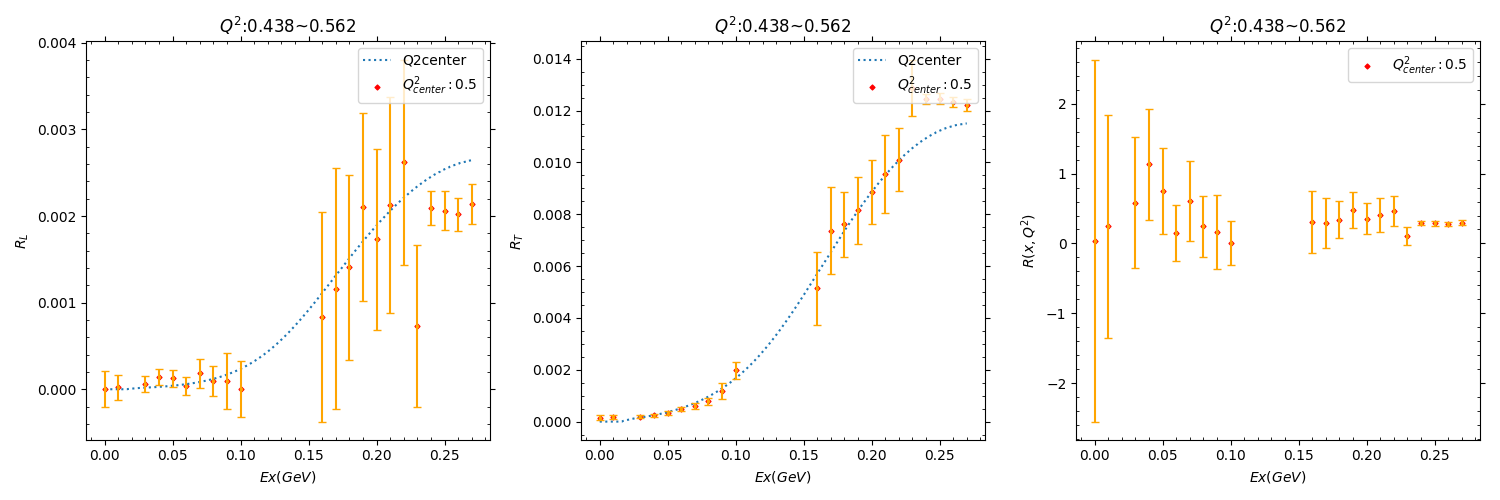 Q²:0.438~0.562
Q2center
Q²center : 0.5
0.004
0.003
0.002
0.001
0.000
R_L
0.00 0.05 0.10 0.15 0.20 0.25
Ex(GeV)
Q²:0.438~0.562
Q2center
Q²center : 0.5
0.014
0.012
0.010
0.008
0.006
0.004
0.002
0.000
R_T
0.00 0.05 0.10 0.15 0.20 0.25
Ex(GeV)
Q²:0.438~0.562
Q²center : 0.5
2
1
0
−1
−2
R(x, Q²)
0.00 0.05 0.10 0.15 0.20 0.25
Ex(GeV)